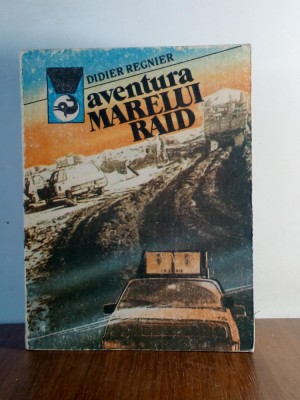 DIDIER REGNIER
aventura
MARELUI
RAID